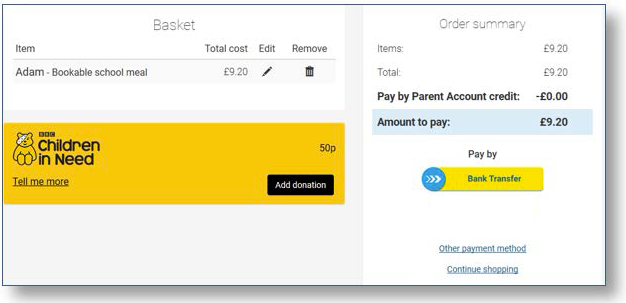 Basket
Item Total cost Edit Remove
Adam - Bookable school meal £9.20
BBC
Children
in Need
50p
Tell me more
Add donation
Order summary
Items: £9.20
Total: £9.20
Pay by Parent Account credit: -£0.00
Amount to pay: £9.20
Pay by
Bank Transfer
Other payment method
Continue shopping